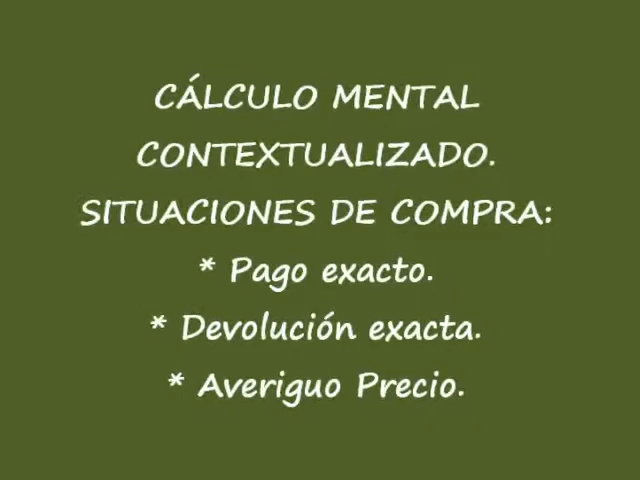 CÁLCULO MENTAL
CONTEXTUALIZADO.
SITUACIONES DE COMPRA:
* Pago exacto.
* Devolución exacta.
* Averiguo Precio.